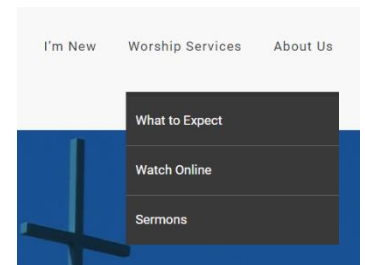 I'm New Worship Services About Us
What to Expect
Watch Online
Sermons